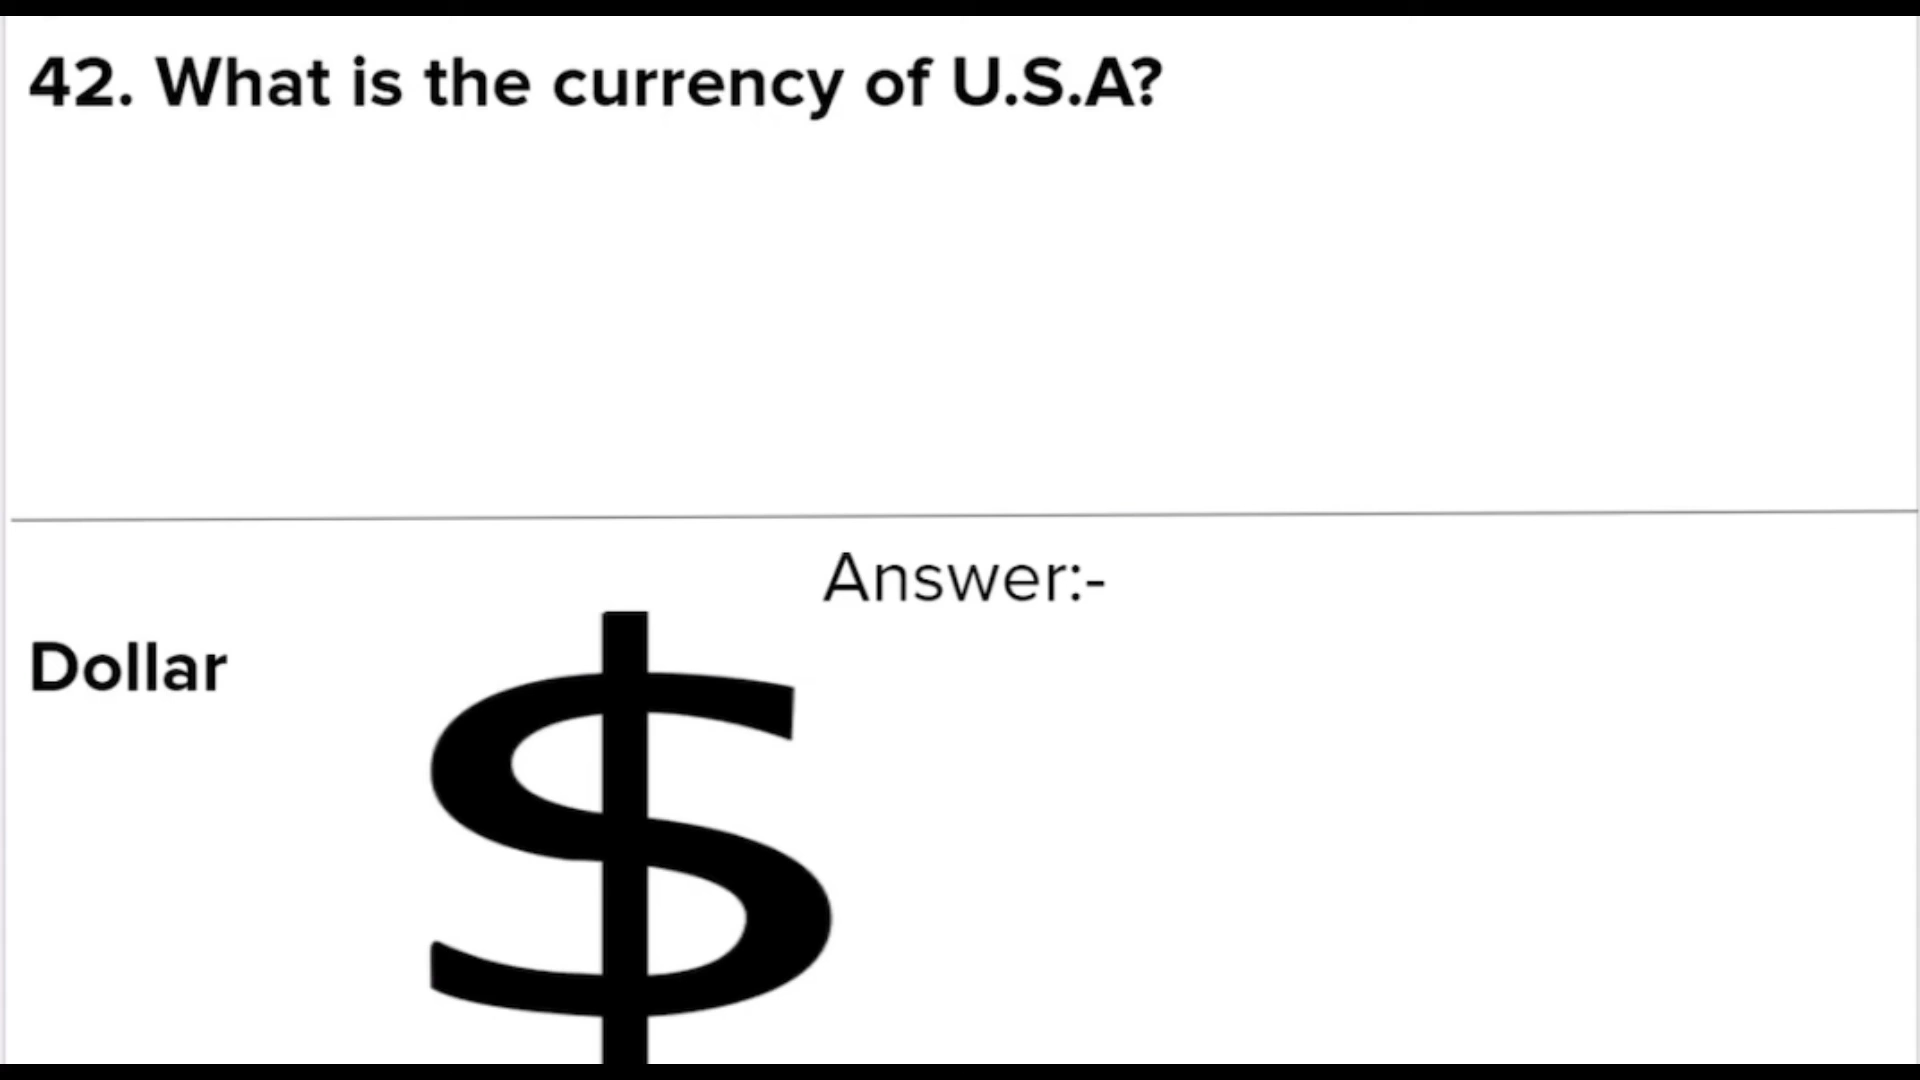 42. What is the currency of U.S.A?
Answer:-
Dollar
$